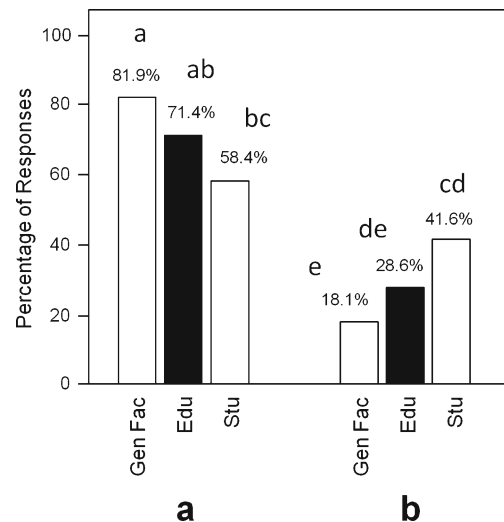 Percentage of Responses
100
80
60
40
20
0
a
81.9%
ab
71.4%
bc
58.4%
e
18.1%
de
28.6%
cd
41.6%
Gen Fac
Edu
Stu
Gen Fac
Edu
Stu
a
b